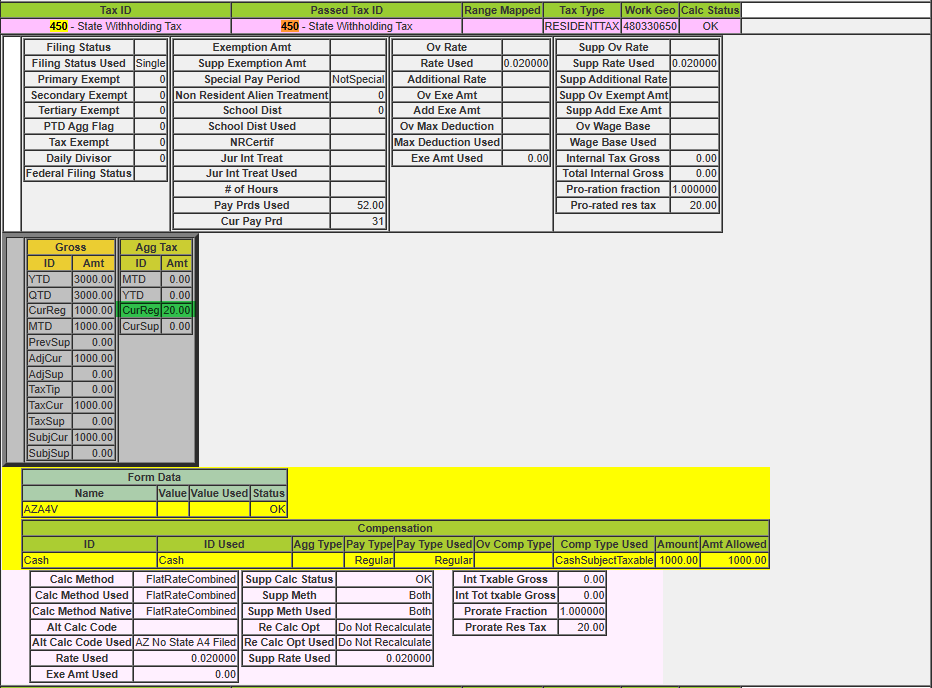 Tax ID Passed Tax ID Range Mapped Tax Type Work Geo Calc Status
450 - State Withholding Tax 450 - State Withholding Tax RESIDENTTAX 480330650 OK
Filing Status Exemption Amt Ov Rate Supp Ov Rate
Filing Status Used Single Supp Exemption Amt Rate Used 0.020000 Supp Rate Used 0.020000
Primary Exempt 0 Special Pay Period NotSpecial Additional Rate Supp Additional Rate
Secondary Exempt 0 Non Resident Alien Treatment 0 Ov Exe Amt Supp Ov Exempt Amt
Tertiary Exempt 0 School Dist 0 Add Exe Amt Supp Add Exe Amt
PTD Agg Flag 0 School Dist Used Ov Max Deduction Ov Wage Base
Tax Exempt 0 NRCertif Max Deduction Used Wage Base Used
Daily Divisor 0 Jur Int Treat Exe Amt Used 0.00 Internal Tax Gross 0.00
Federal Filing Status Jur Int Treat Used Total Internal Gross 0.00
# of Hours Pro-ration fraction 1.000000
Pay Prds Used 52.00 Pro-rated res tax 20.00
Cur Pay Prd 31
Gross Agg Tax
ID Amt ID Amt
YTD 3000.00 MTD 0.00
QTD 3000.00 YTD 0.00
CurReg 1000.00 CurReg 20.00
MTD 1000.00 CurSup 0.00
PrevSup 0.00
AdjCur 1000.00
AdjSup 0.00
TaxTip 0.00
TaxCur 1000.00
TaxSup 0.00
SubjCur 1000.00
SubjSup 0.00
Form Data
Name Value Value Used Status
AZA4V OK
Compensation
ID ID Used Agg Type Pay Type Pay Type Used Ov Comp Type Comp Type Used Amount Amt Allowed
Cash Cash Regular Regular CashSubjectTaxable 1000.00 1000.00
Calc Method FlatRateCombined Supp Calc Status OK Int Txable Gross 0.00
Calc Method Used FlatRateCombined Supp Meth Both Int Tot txable Gross 0.00
Calc Method Native FlatRateCombined Supp Meth Used Both Prorate Fraction 1.000000
Alt Calc Code Re Calc Opt Do Not Recalculate Prorate Res Tax 20.00
Alt Calc Code Used AZ No State A4 Filed Re Calc Opt Used Do Not Recalculate
Rate Used 0.020000 Supp Rate Used 0.020000
Exe Amt Used 0.00